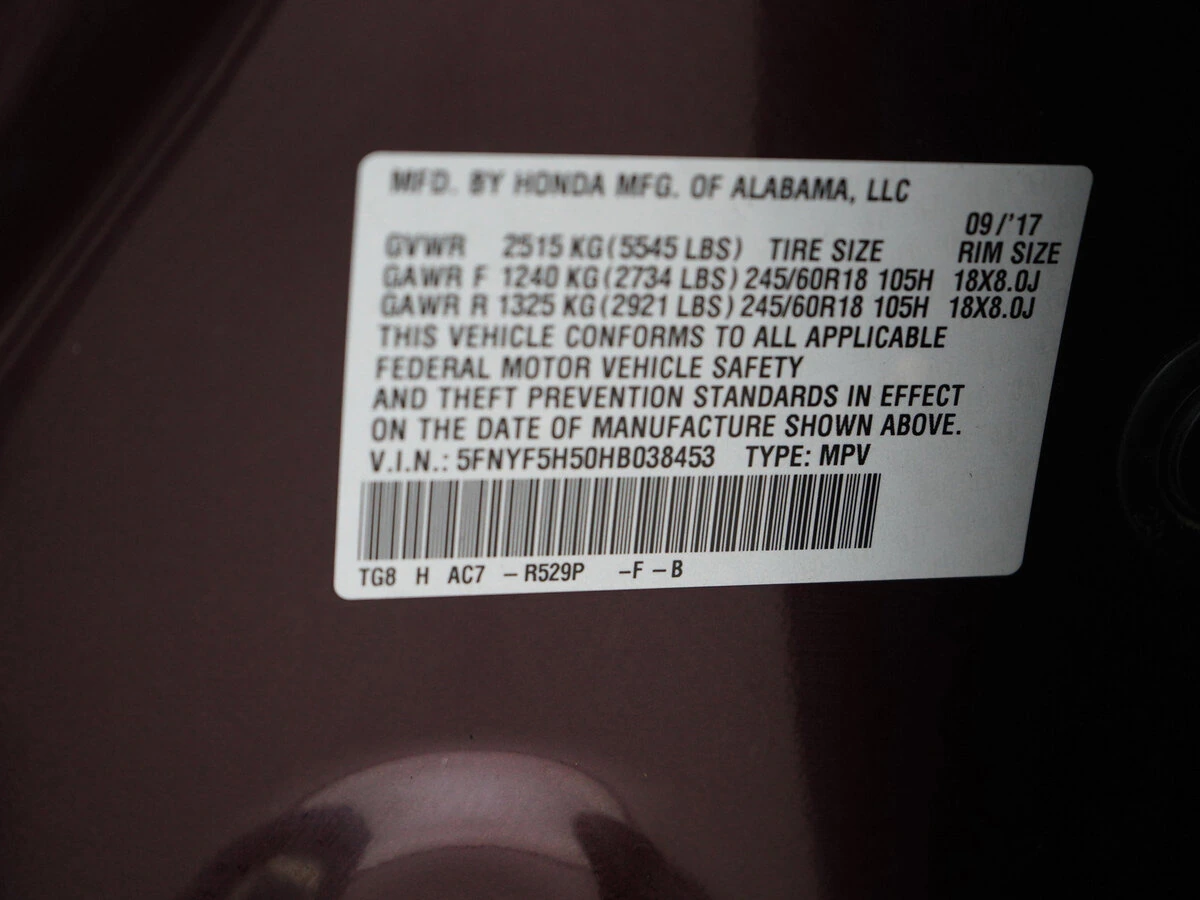 MFD. BY HONDA MFG. OF ALABAMA, LLC
09/'17
GVWR 2515 KG (5545 LBS) TIRE SIZE RIM SIZE
GAWR F 1240 KG (2734 LBS) 245/60R18 105H 18X8.0J
GAWR R 1325 KG (2921 LBS) 245/60R18 105H 18X8.0J
THIS VEHICLE CONFORMS TO ALL APPLICABLE
FEDERAL MOTOR VEHICLE SAFETY
AND THEFT PREVENTION STANDARDS IN EFFECT
ON THE DATE OF MANUFACTURE SHOWN ABOVE.
V.I.N.: 5FNYF5H50HB038453 TYPE: MPV
TG8 H AC7 – R529P – F – B